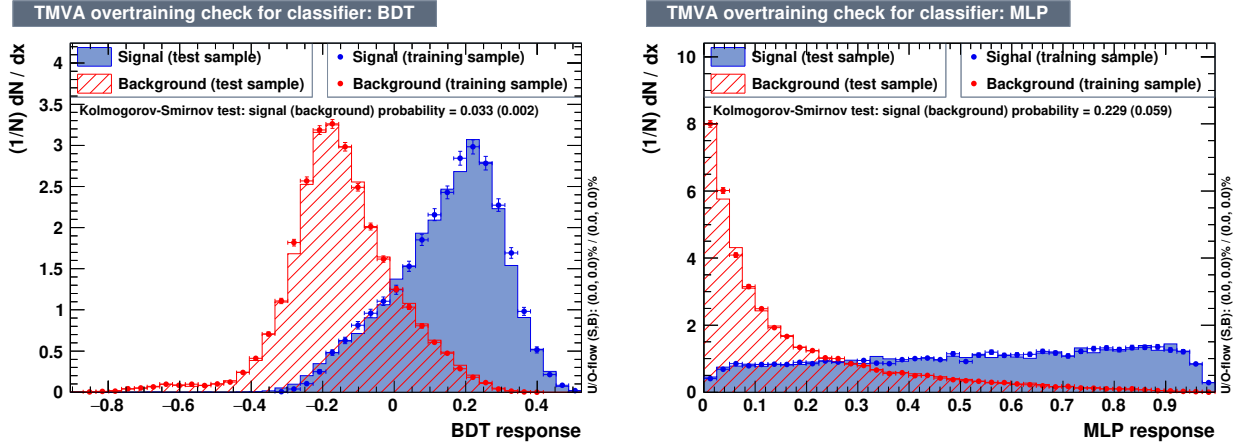 TMVA overtraining check for classifier: BDT
Signal (test sample)
Background (test sample)
Signal (training sample)
Background (training sample)
Kolmogorov-Smirnov test: signal (background) probability = 0.033 (0.002)
(1/N) dN / dx
4
3.5
3
2.5
2
1.5
1
0.5
0
−0.8 −0.6 −0.4 −0.2 0 0.2 0.4
BDT response
U/O-flow (S,B): (0.0, 0.0)% / (0.0, 0.0)%
TMVA overtraining check for classifier: MLP
Signal (test sample)
Background (test sample)
Signal (training sample)
Background (training sample)
Kolmogorov-Smirnov test: signal (background) probability = 0.229 (0.059)
(1/N) dN / dx
10
8
6
4
2
0
0 0.1 0.2 0.3 0.4 0.5 0.6 0.7 0.8 0.9
MLP response
U/O-flow (S,B): (0.0, 0.0)% / (0.0, 0.0)%